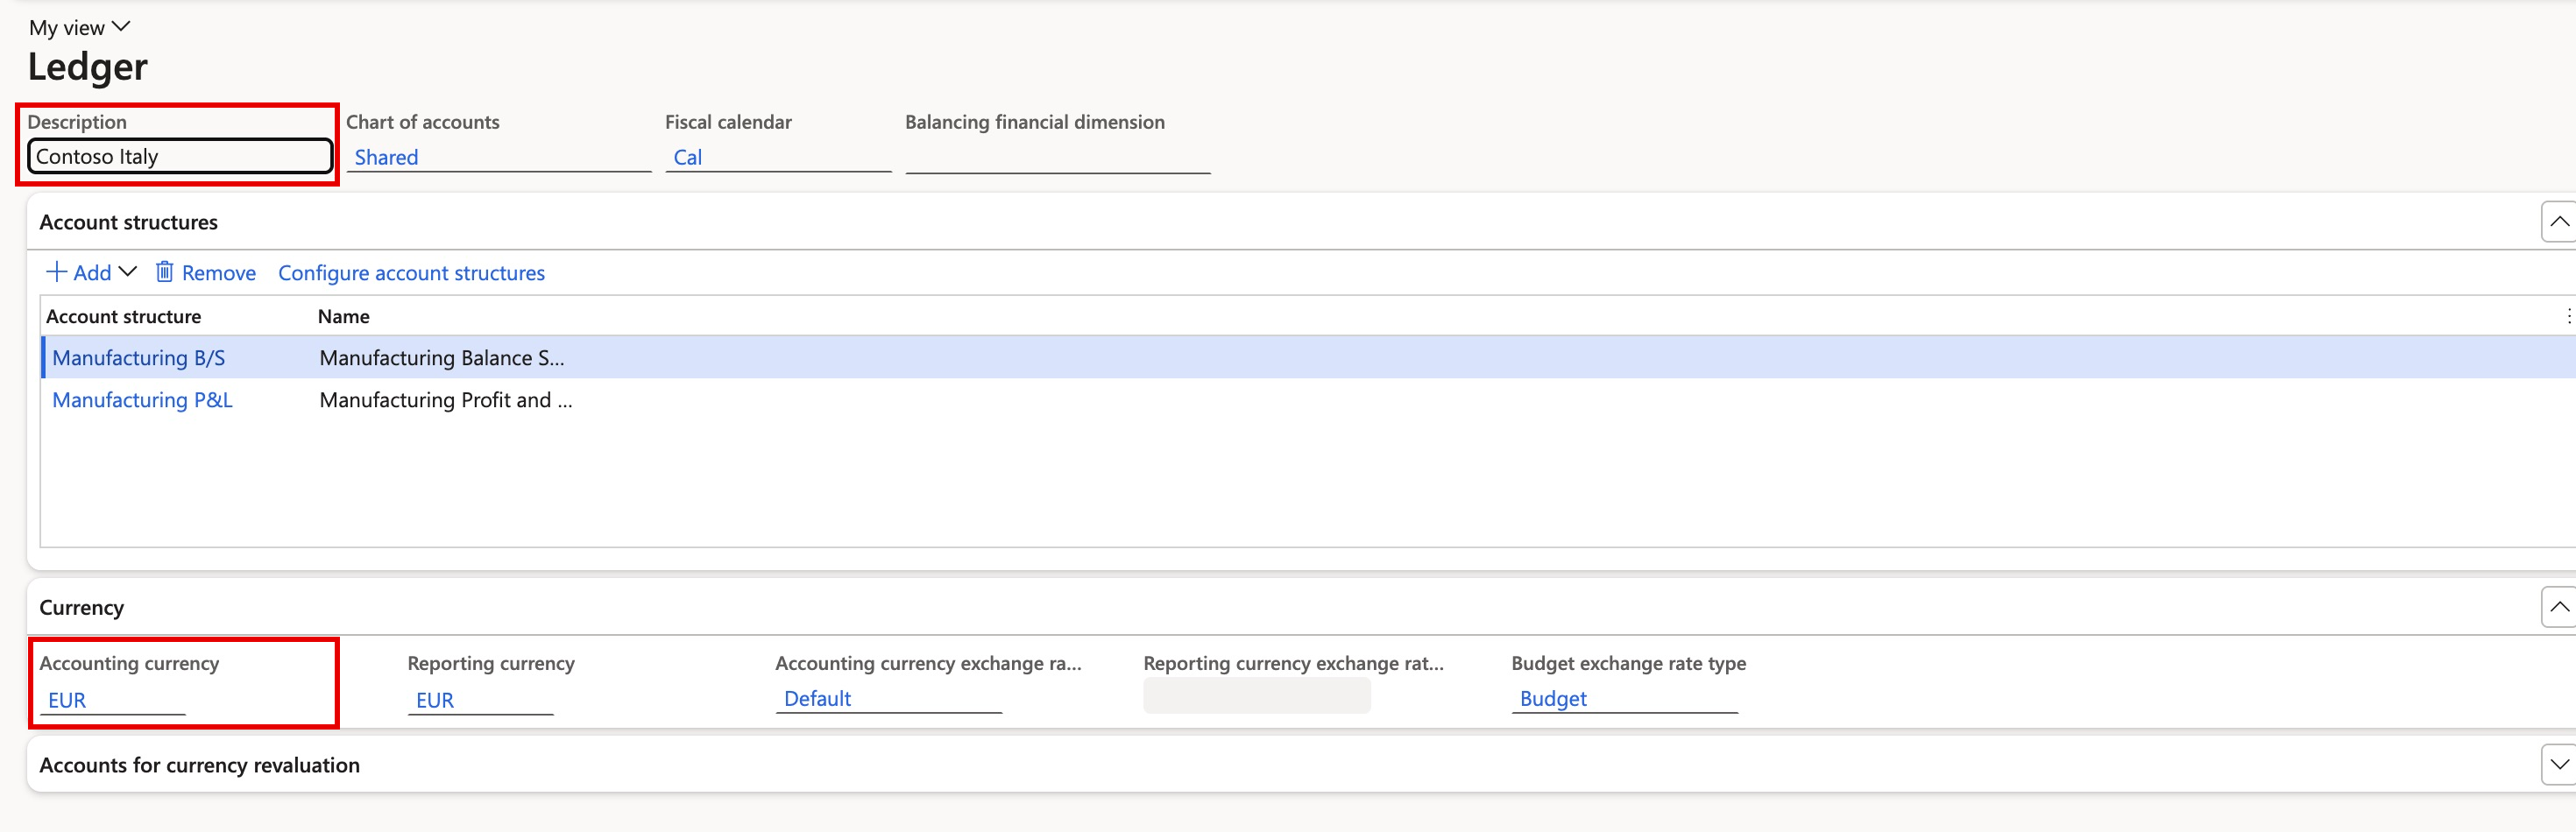 My view
Ledger
Description Chart of accounts Fiscal calendar Balancing financial dimension
Contoso Italy Shared Cal
Account structures
Add Remove Configure account structures
Account structure Name
Manufacturing B/S Manufacturing Balance S...
Manufacturing P&L Manufacturing Profit and ...
Currency
Accounting currency Reporting currency Accounting currency exchange ra... Reporting currency exchange rat... Budget exchange rate type
EUR EUR Default Budget
Accounts for currency revaluation